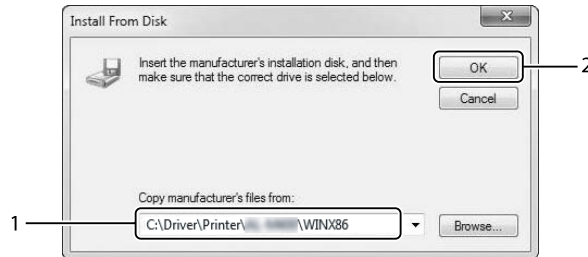 Install From Disk
Insert the manufacturer's installation disk, and then
make sure that the correct drive is selected below.
OK
2
Cancel
Copy manufacturer's files from:
1
C:\Driver\Printer\ \WINX86
Browse...